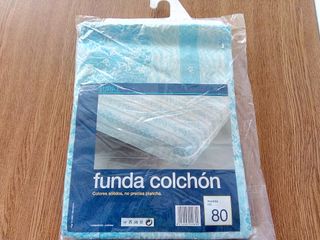 funda colchón
Colores sólidos, no precisa plancha.
80